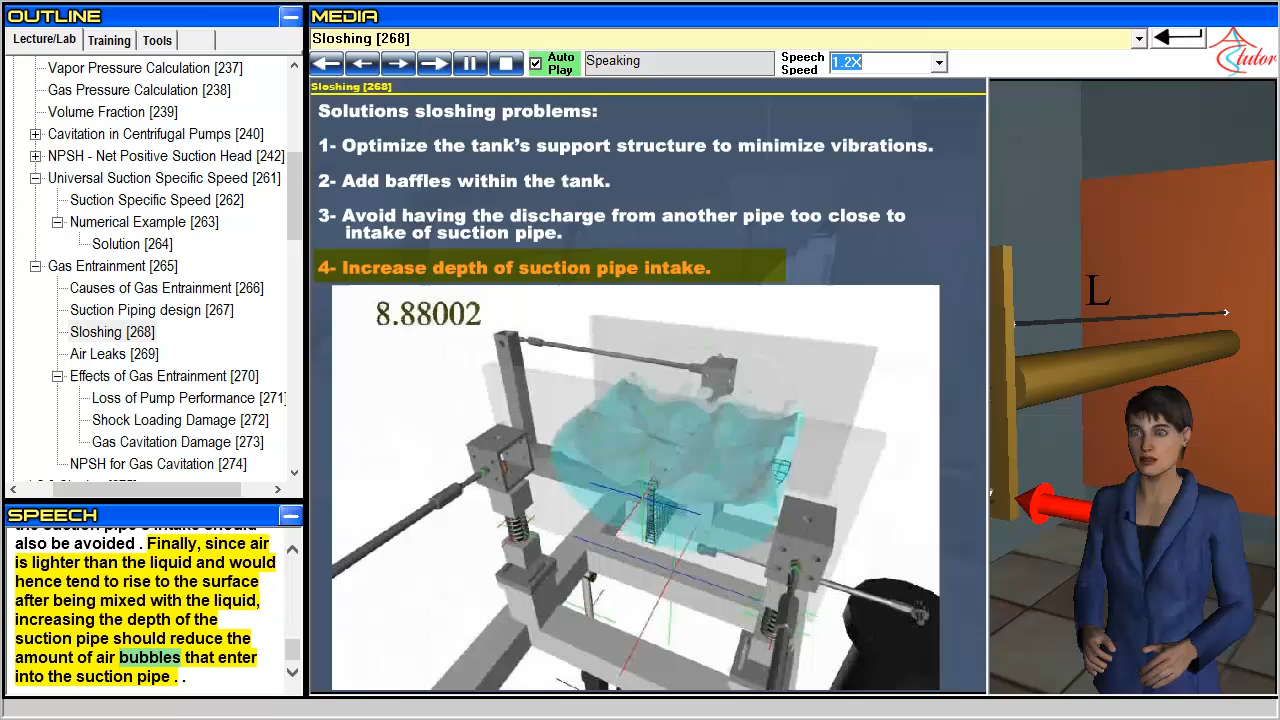 OUTLINE
Lecture/Lab
Training
Tools
Vapor Pressure Calculation [237]
Gas Pressure Calculation [238]
Volume Fraction [239]
Cavitation in Centrifugal Pumps [240]
NPSH - Net Positive Suction Head [242]
Universal Suction Specific Speed [261]
Suction Specific Speed [262]
Numerical Example [263]
Solution [264]
Gas Entrainment [265]
Causes of Gas Entrainment [266]
Suction Piping design [267]
Sloshing [268]
Air Leaks [269]
Effects of Gas Entrainment [270]
Loss of Pump Performance [271]
Shock Loading Damage [272]
Gas Cavitation Damage [273]
NPSH for Gas Cavitation [274]
SPEECH
also be avoided . Finally, since air
is lighter than the liquid and would
hence tend to rise to the surface
after being mixed with the liquid,
increasing the depth of the
suction pipe should reduce the
amount of air bubbles that enter
into the suction pipe . .
MEDIA
Sloshing [268]
Auto
Play
Speaking
Speech
Speed
1.2X
tutor
Sloshing [268]
Solutions sloshing problems:
1- Optimize the tank's support structure to minimize vibrations.
2- Add baffles within the tank.
3- Avoid having the discharge from another pipe too close to
intake of suction pipe.
4- Increase depth of suction pipe intake.
8.88002
L